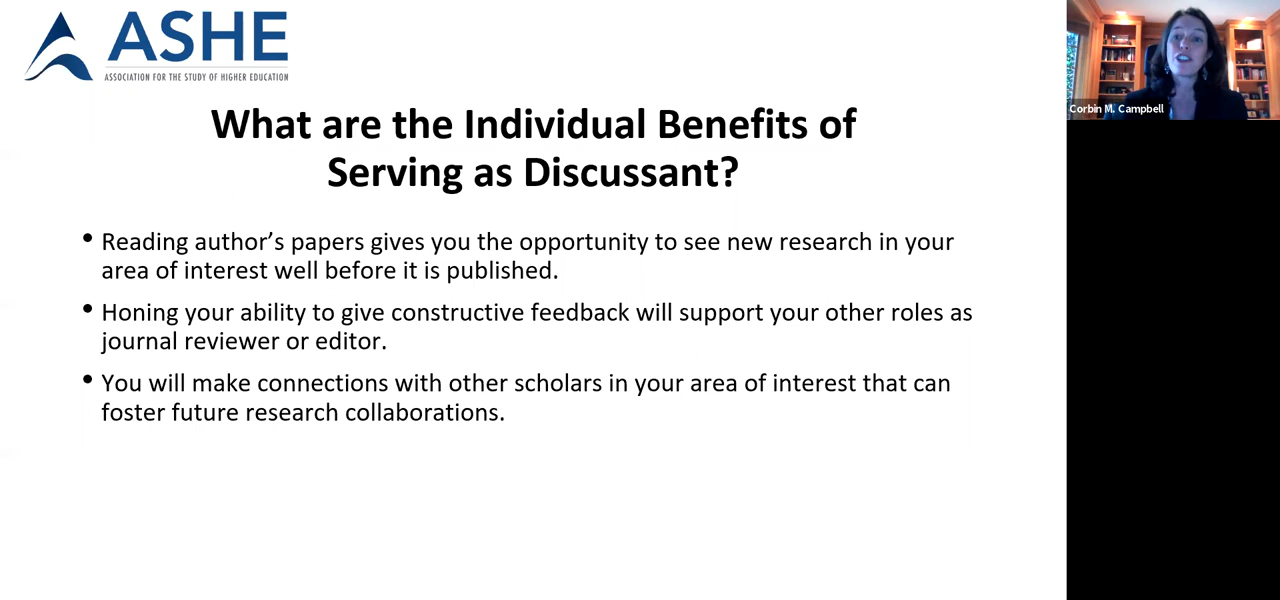 ASHE
ASSOCIATION FOR THE STUDY OF HIGHER EDUCATION
What are the Individual Benefits of
Serving as Discussant?
• Reading author’s papers gives you the opportunity to see new research in your
area of interest well before it is published.
• Honing your ability to give constructive feedback will support your other roles as
journal reviewer or editor.
• You will make connections with other scholars in your area of interest that can
foster future research collaborations.
Corbin M. Campbell